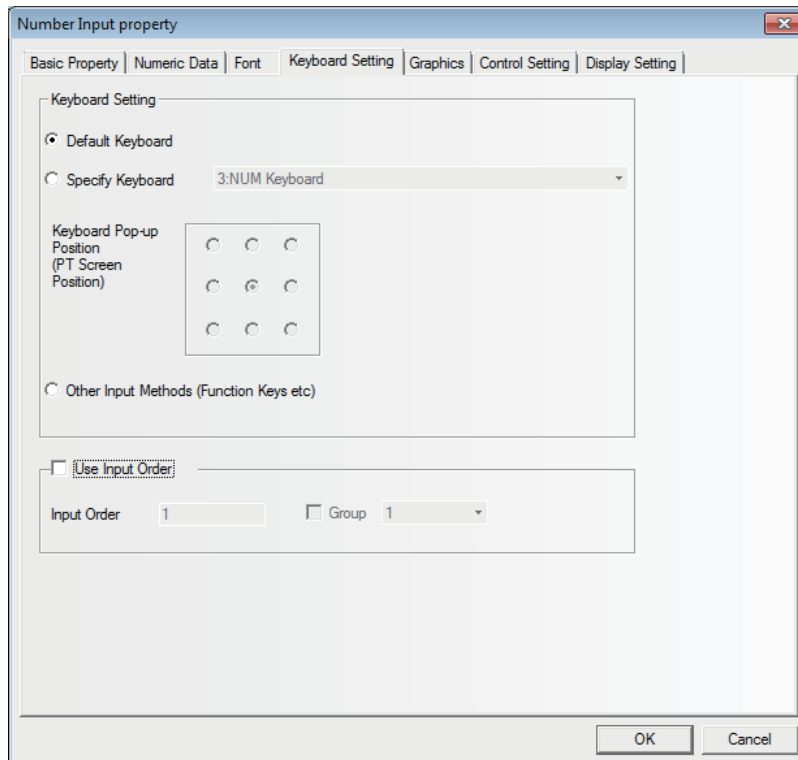 Number Input property
Basic Property Numeric Data Font Keyboard Setting Graphics Control Setting Display Setting
Keyboard Setting
Default Keyboard
Specify Keyboard 3:NUM Keyboard
Keyboard Pop-up
Position
(PT Screen
Position)
Other Input Methods (Function Keys etc)
Use Input Order
Input Order 1 Group 1
OK Cancel